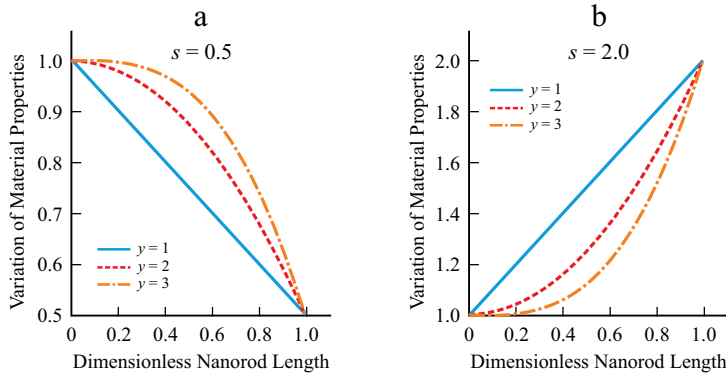 a
s = 0.5
Variation of Material Properties
1.0
0.9
0.8
0.7
0.6
0.5
y = 1
y = 2
y = 3
0 0.2 0.4 0.6 0.8 1.0
Dimensionless Nanorod Length
b
s = 2.0
Variation of Material Properties
2.0
1.8
1.6
1.4
1.2
1.0
y = 1
y = 2
y = 3
0 0.2 0.4 0.6 0.8 1.0
Dimensionless Nanorod Length